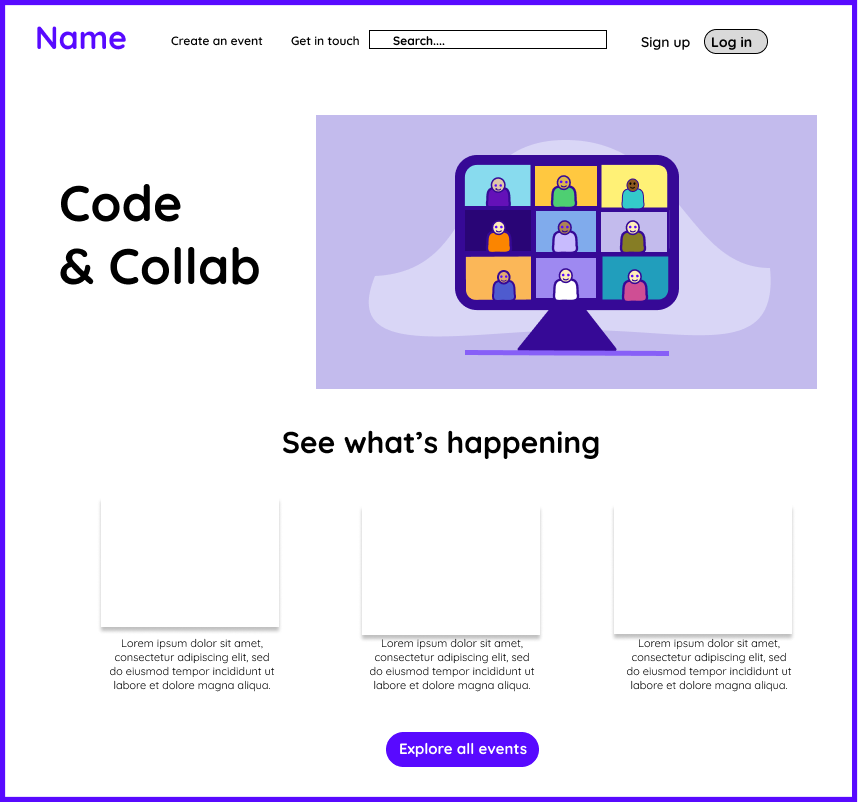 Name
Create an event
Get in touch
Search....
Sign up
Log in
Code
& Collab
See what’s happening
Lorem ipsum dolor sit amet,
consectetur adipiscing elit, sed
do eiusmod tempor incididunt ut
labore et dolore magna aliqua.
Lorem ipsum dolor sit amet,
consectetur adipiscing elit, sed
do eiusmod tempor incididunt ut
labore et dolore magna aliqua.
Lorem ipsum dolor sit amet,
consectetur adipiscing elit, sed
do eiusmod tempor incididunt ut
labore et dolore magna aliqua.
Explore all events